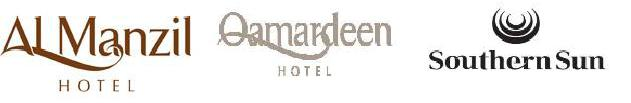 AL Manzil
HOTEL
Qamardeen
HOTEL
Southern Sun